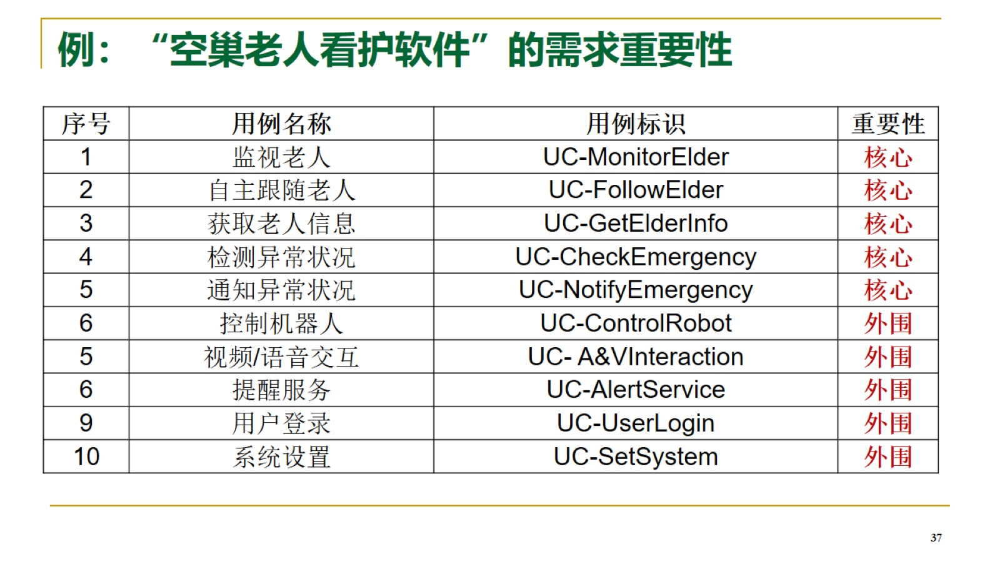 例： “空巢老人看护软件”的需求重要性
序号 用例名称 用例标识 重要性
1 监视老人 UC-MonitorElder 核心
2 自主跟随老人 UC-FollowElder 核心
3 获取老人信息 UC-GetElderInfo 核心
4 检测异常状况 UC-CheckEmergency 核心
5 通知异常状况 UC-NotifyEmergency 核心
6 控制机器人 UC-ControlRobot 外围
5 视频/语音交互 UC- A&VInteraction 外围
6 提醒服务 UC-AlertService 外围
9 用户登录 UC-UserLogin 外围
10 系统设置 UC-SetSystem 外围
37